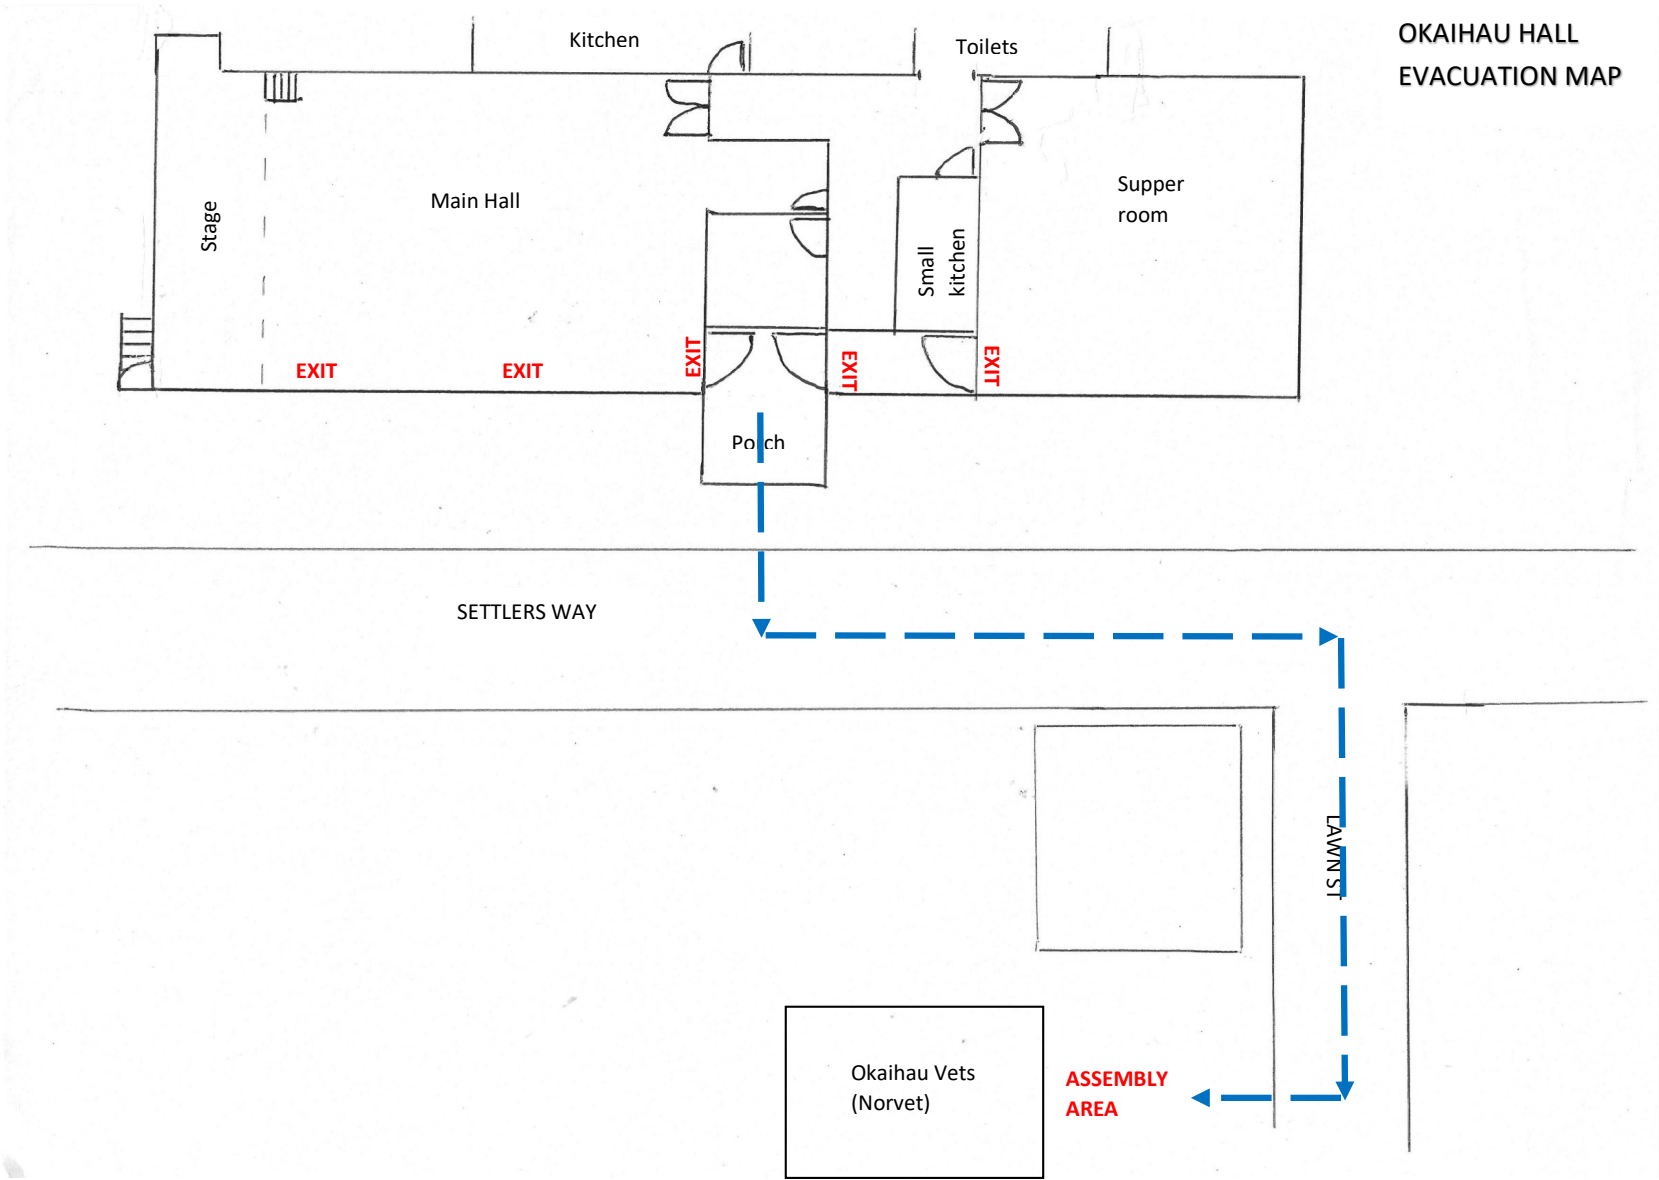 OKAIHAU HALL
EVACUATION MAP
Kitchen
Toilets
Main Hall
Stage
Supper
room
Small
kitchen
EXIT
EXIT
EXIT
EXIT
EXIT
Porch
SETTLERS WAY
LAWN ST
Okaihau Vets
(Norvet)
ASSEMBLY
AREA